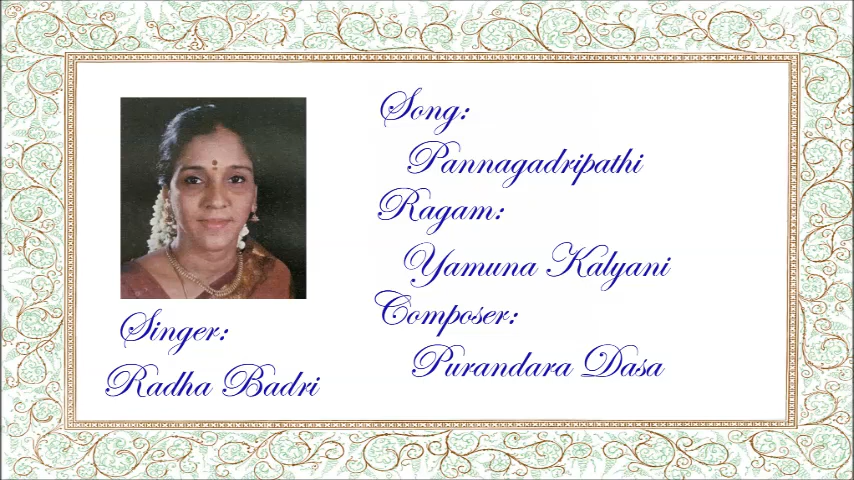 Song:
Pannagadripathi
Ragam:
Yamuna Kalyani
Composer:
Purandara Dasa
Singer:
Radha Badri